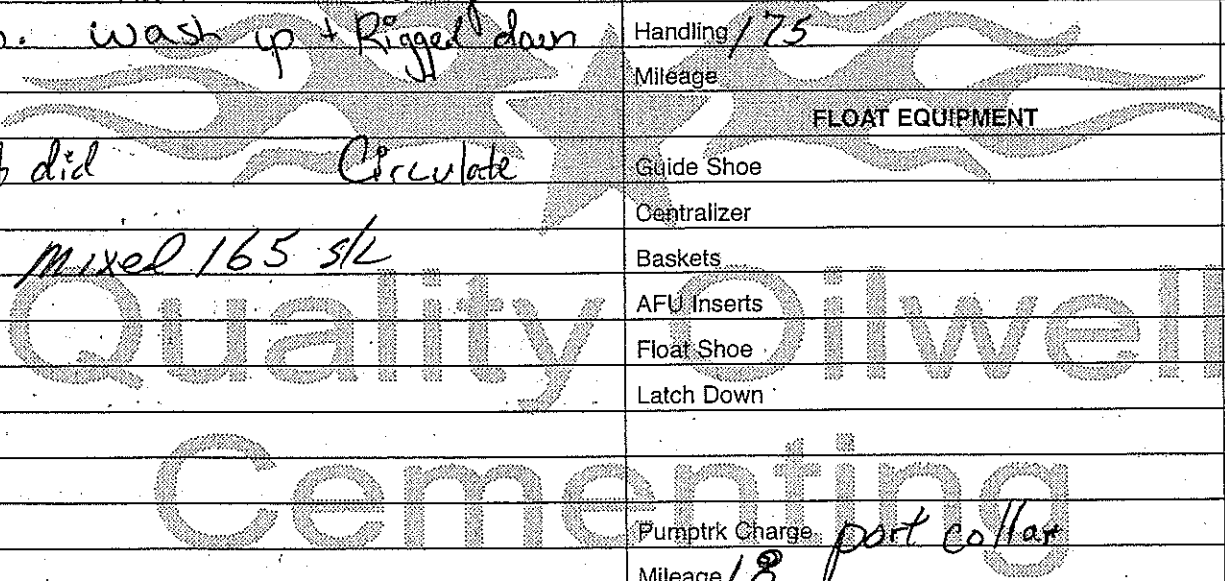 wash up + Rigged down
Handling 175
Mileage
FLOAT EQUIPMENT
did Circulate
Guide Shoe
Centralizer
Mixed 165 sk
Baskets
AFU Inserts
Float Shoe
Latch Down
Quality Oilwell
Cementing
Pumptrk Charge port collar
Mileage 18